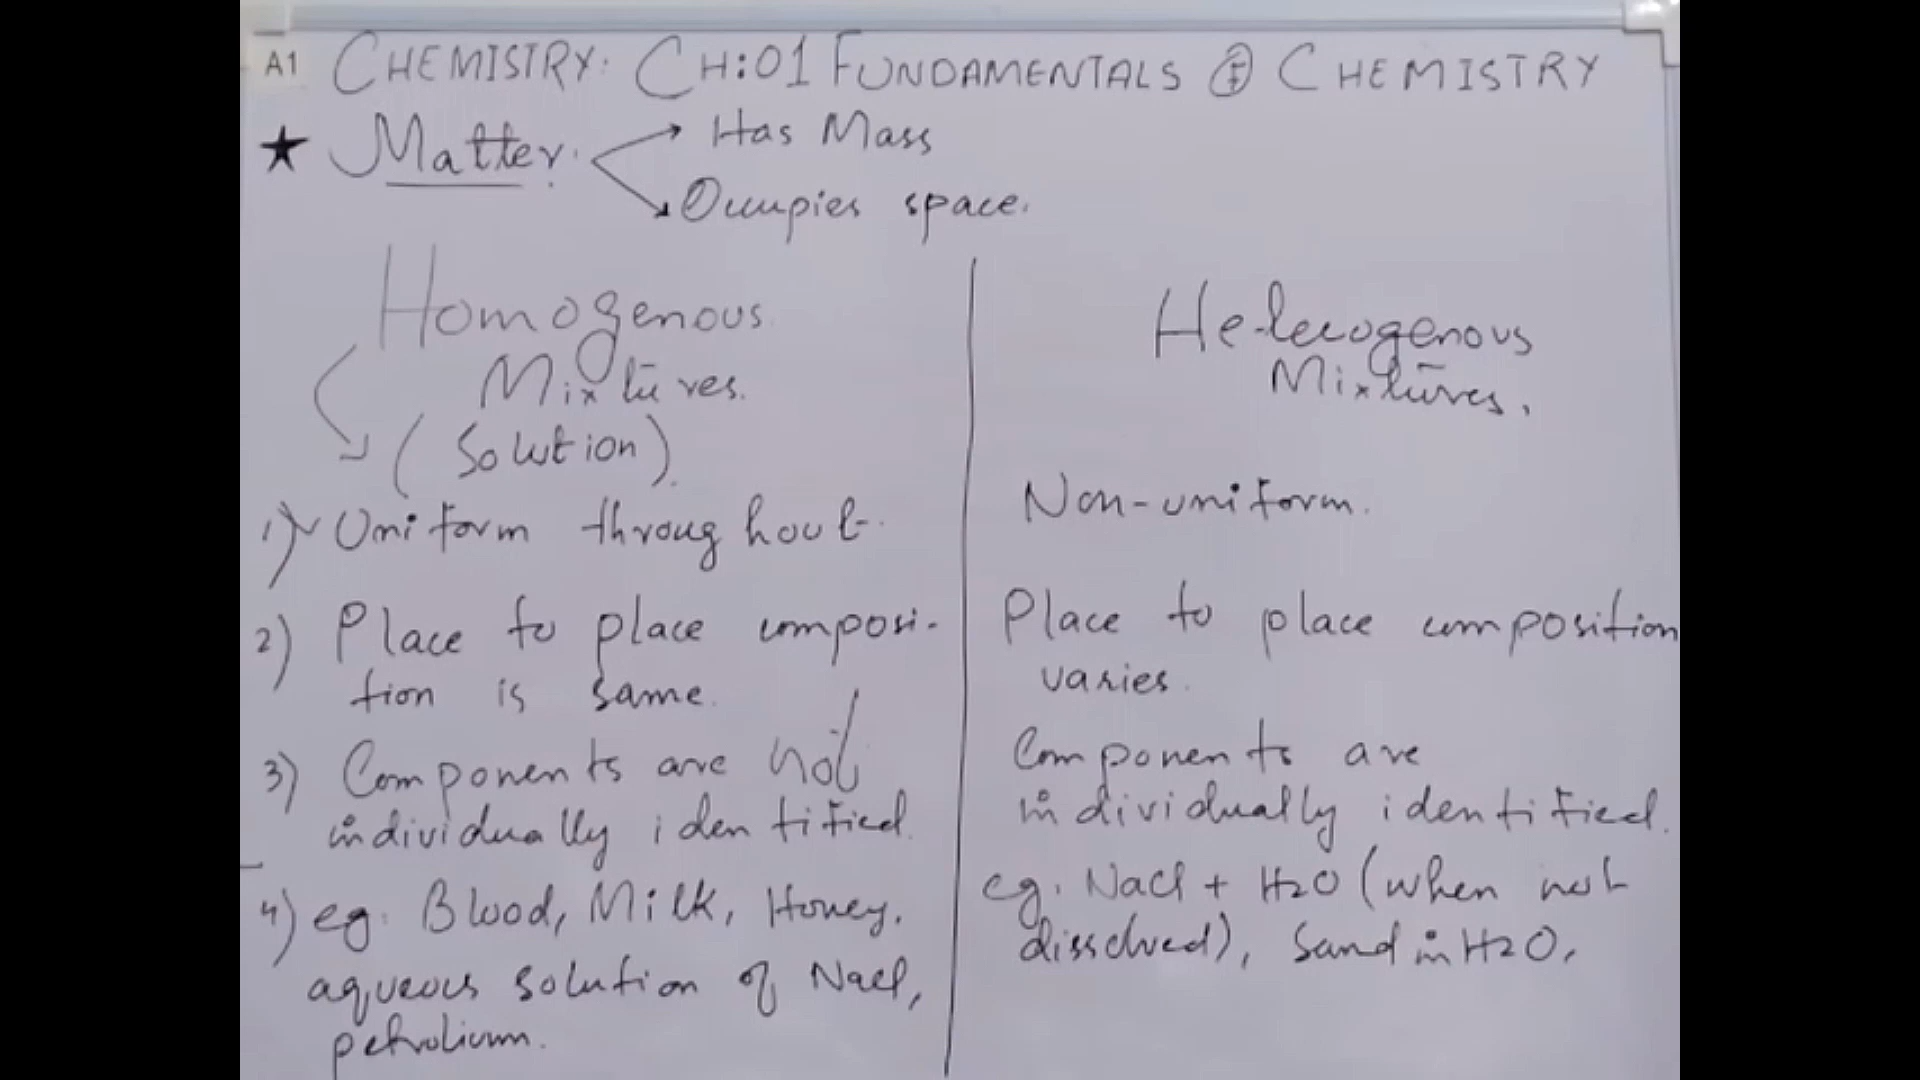 A1 CHEMISTRY: CH:01 FUNDAMENTALS OF CHEMISTRY
★ Matter. → Has Mass
→ Occupies space.
Homogenous
Mixtures.
(Solution).
1) Uniform throughout.
2) Place to place composi-
tion is same.
3) Components are not
individually identified.
4) eg. Blood, Milk, Honey,
aqueous solution of NaCl,
petrolium.
Heterogenous
Mixtures.
Non-uniform.
Place to place composition
varies.
Components are
individually identified.
eg. NaCl + H2O (when not
dissolved), Sand in H2O,